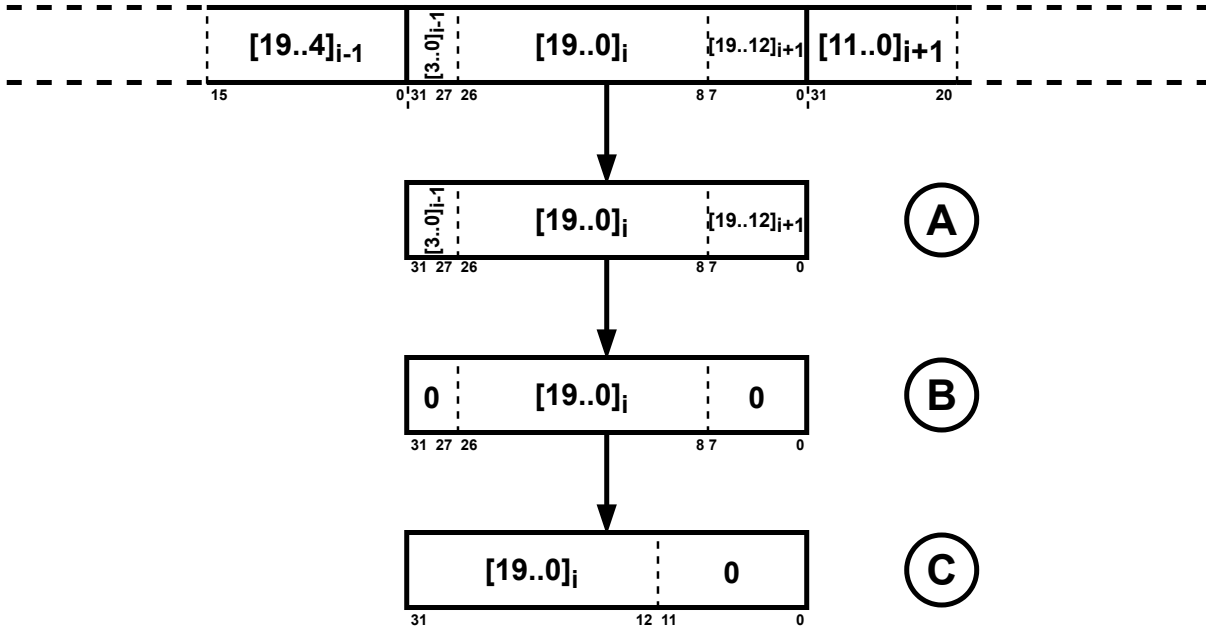 [19..4]i-1 [3..0]i-1 [19..0]i [19..12]i+1 [11..0]i+1
15 0 31 27 26 8 7 0 31 20
[3..0]i-1 [19..0]i [19..12]i+1 A
31 27 26 8 7 0
0 [19..0]i 0 B
31 27 26 8 7 0
[19..0]i 0 C
31 12 11 0